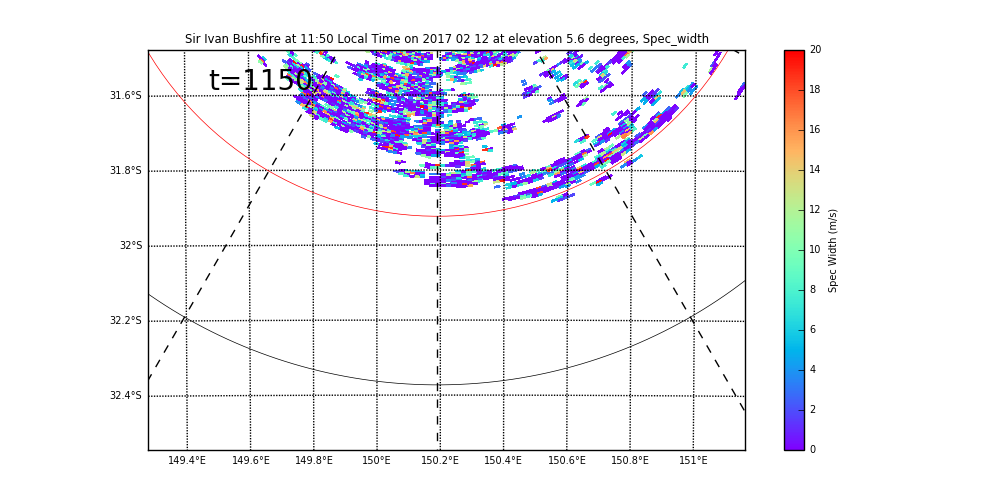 Sir Ivan Bushfire at 11:50 Local Time on 2017 02 12 at elevation 5.6 degrees, Spec_width
t=1150
31.6°S
31.8°S
32°S
32.2°S
32.4°S
149.4°E 149.6°E 149.8°E 150°E 150.2°E 150.4°E 150.6°E 150.8°E 151°E
20
18
16
14
12
10
8
6
4
2
0
Spec Width (m/s)